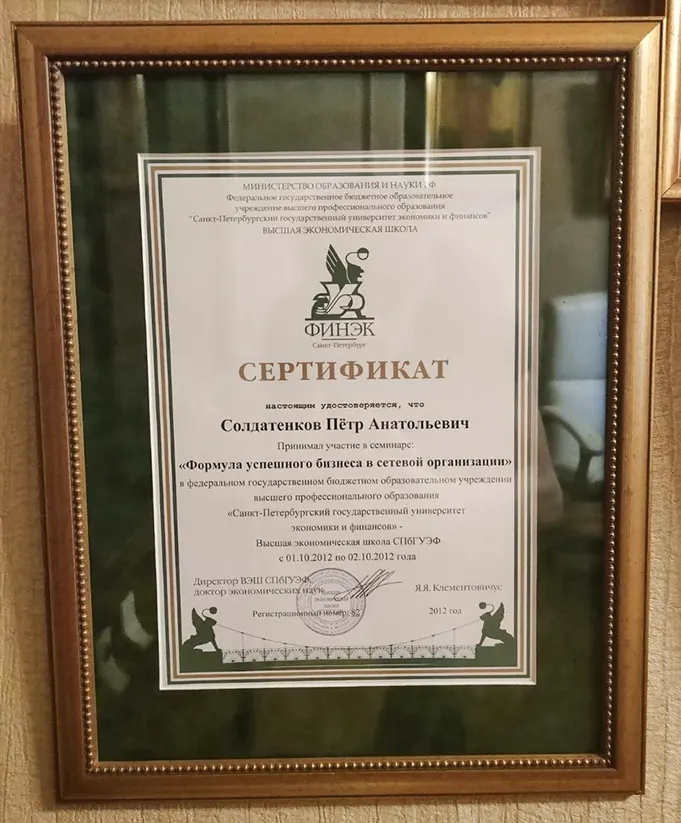 МИНИСТЕРСТВО ОБРАЗОВАНИЯ И НАУКИ РФ
Федеральное государственное бюджетное образовательное
учреждение высшего профессионального образования
"Санкт-Петербургский государственный университет экономики и финансов"
ВЫСШАЯ ЭКОНОМИЧЕСКАЯ ШКОЛА
ФИНЭК
Санкт-Петербург
СЕРТИФИКАТ
настоящим удостоверяется, что
Солдатенков Пётр Анатольевич
Принимал участие в семинаре:
«Формула успешного бизнеса в сетевой организации»
в федеральном государственном бюджетном образовательном учреждении
высшего профессионального образования
«Санкт-Петербургский государственный университет
экономики и финансов» -
Высшая экономическая школа СПбГУЭФ
с 01.10.2012 по 02.10.2012 года
Директор ВЭШ СПбГУЭФ,
доктор экономических наук
Я.Я. Клементовичус
Регистрационный номер: 82
2012 год